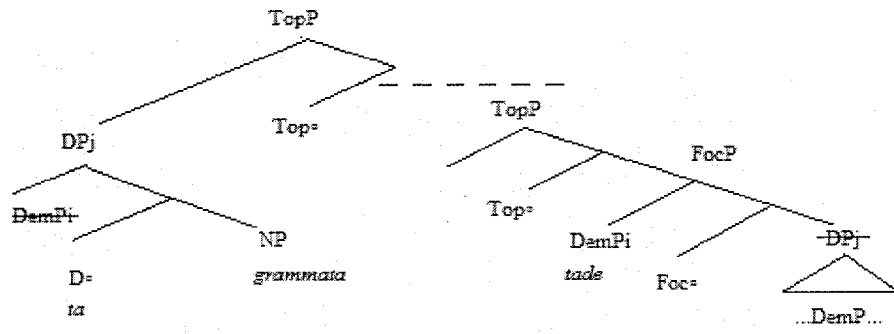 TopP
Top=
TopP
DPj
FocP
DemPi
Top=
NP
DemPi
DPj
D=
grammata
tade
Foc=
ta
...DemP...